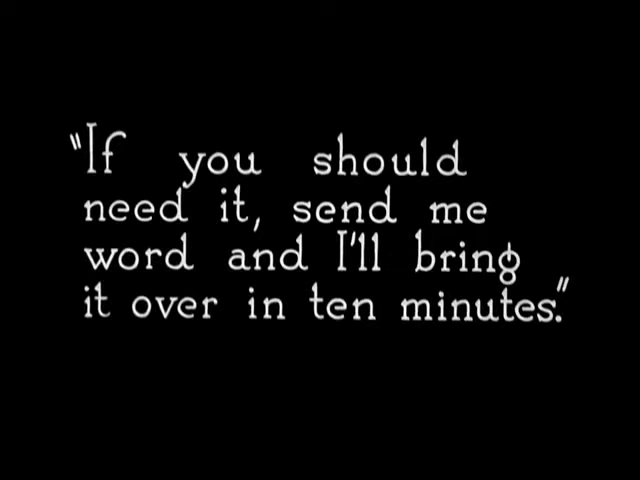 "If you should
need it, send me
word and I'll bring
it over in ten minutes."